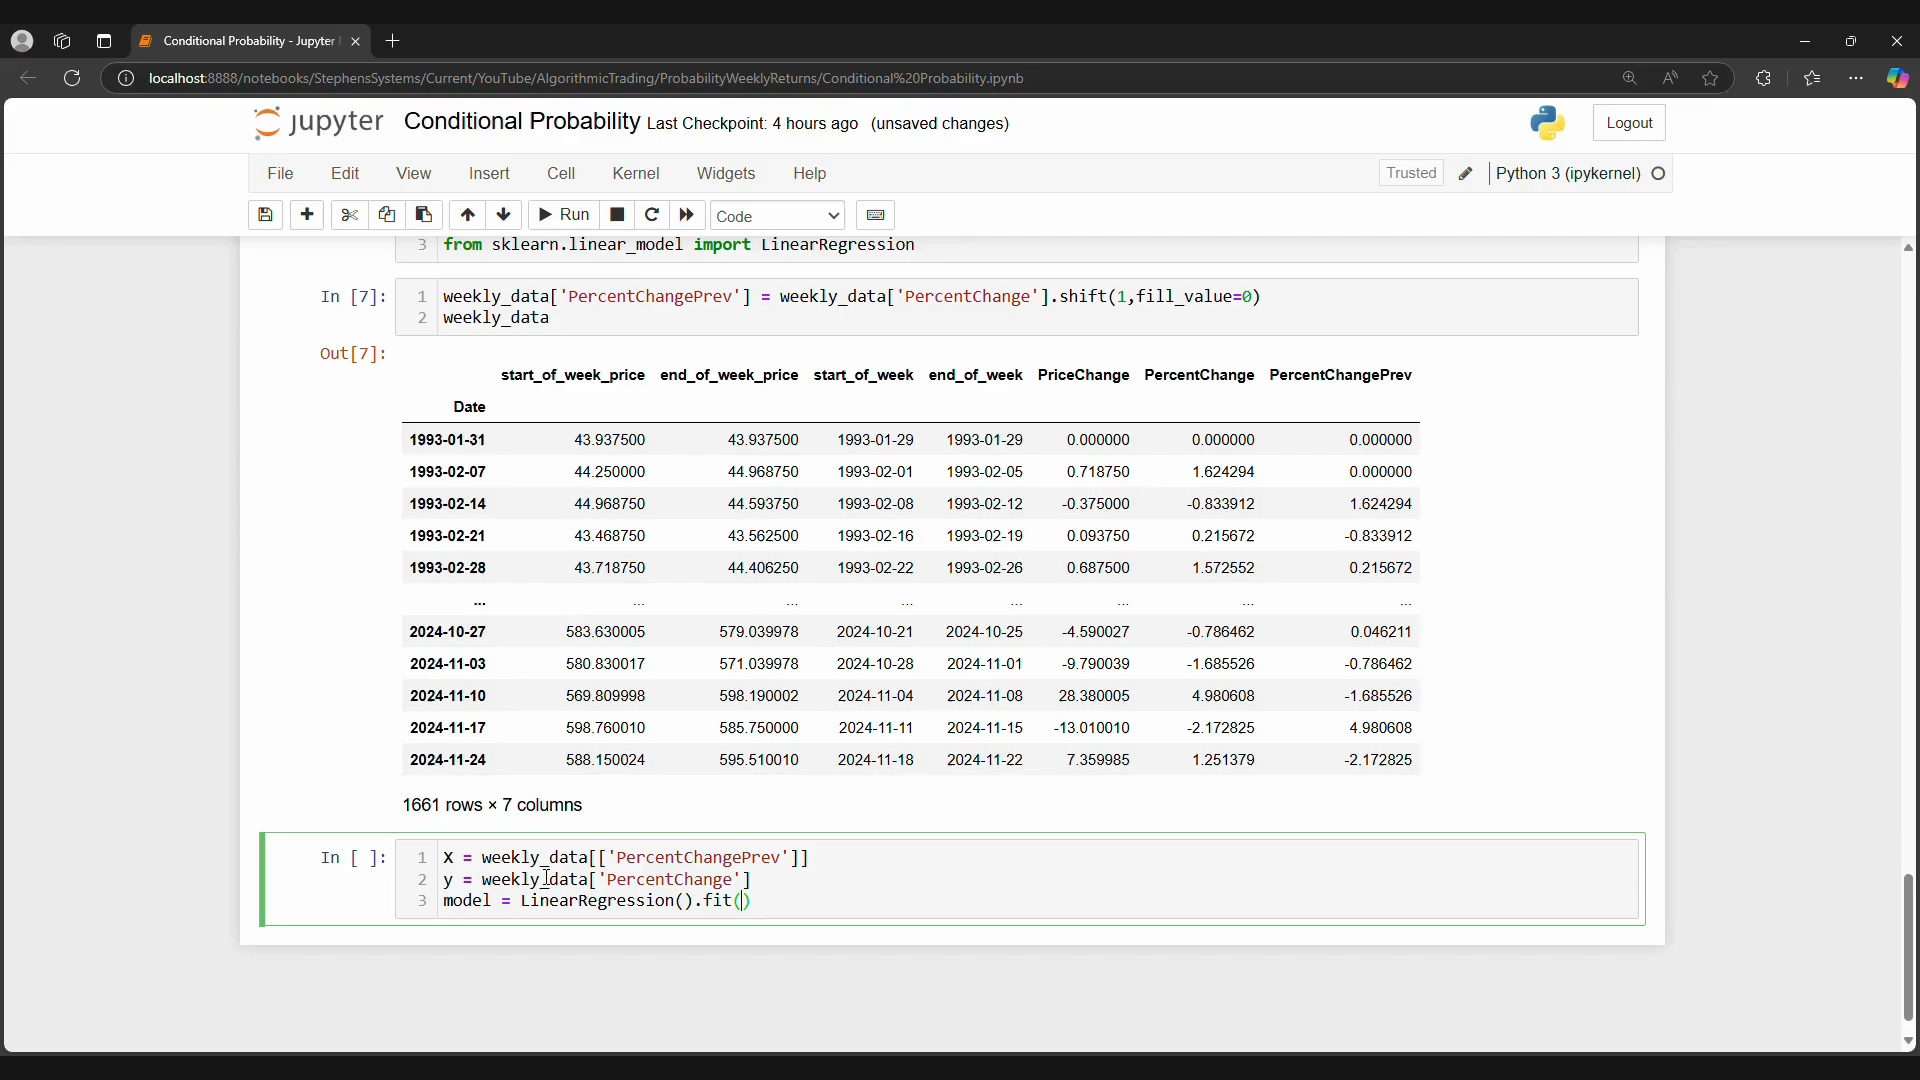 Conditional Probability - Jupyter
localhost:8888/notebooks/StephensSystems/Current/YouTube/AlgorithmicTrading/ProbabilityWeeklyReturns/Conditional%20Probability.ipynb
jupyter Conditional Probability Last Checkpoint: 4 hours ago (unsaved changes) Logout
File Edit View Insert Cell Kernel Widgets Help Trusted Python 3 (ipykernel)
Run Code
3 from sklearn.linear_model import LinearRegression
In [7]: 1 weekly_data['PercentChangePrev'] = weekly_data['PercentChange'].shift(1,fill_value=0)
2 weekly_data
Out[7]:
start_of_week_price end_of_week_price start_of_week end_of_week PriceChange PercentChange PercentChangePrev
Date
1993-01-31 43.937500 43.937500 1993-01-29 1993-01-29 0.000000 0.000000 0.000000
1993-02-07 44.250000 44.968750 1993-02-01 1993-02-05 0.718750 1.624294 0.000000
1993-02-14 44.968750 44.593750 1993-02-08 1993-02-12 -0.375000 -0.833912 1.624294
1993-02-21 43.468750 43.562500 1993-02-16 1993-02-19 0.093750 0.215672 -0.833912
1993-02-28 43.718750 44.406250 1993-02-22 1993-02-26 0.687500 1.572552 0.215672
... ... ... ... ... ... ... ...
2024-10-27 583.630005 579.039978 2024-10-21 2024-10-25 -4.590027 -0.786462 0.046211
2024-11-03 580.830017 571.039978 2024-10-28 2024-11-01 -9.790039 -1.685526 -0.786462
2024-11-10 569.809998 598.190002 2024-11-04 2024-11-08 28.380005 4.980608 -1.685526
2024-11-17 598.760010 585.750000 2024-11-11 2024-11-15 -13.010010 -2.172825 4.980608
2024-11-24 588.150024 595.510010 2024-11-18 2024-11-22 7.359985 1.251379 -2.172825
1661 rows × 7 columns
In [ ]: 1 X = weekly_data[['PercentChangePrev']]
2 y = weekly_data['PercentChange']
3 model = LinearRegression().fit()